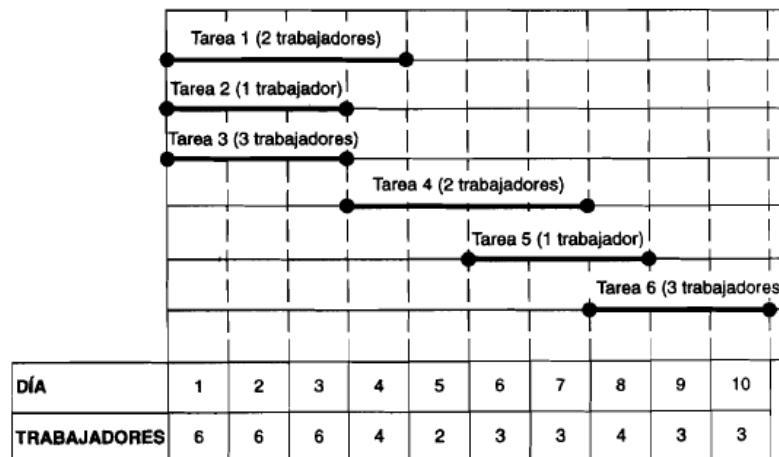 Tarea 1 (2 trabajadores)
Tarea 2 (1 trabajador)
Tarea 3 (3 trabajadores)
Tarea 4 (2 trabajadores)
Tarea 5 (1 trabajador)
Tarea 6 (3 trabajadores
DÍA 1 2 3 4 5 6 7 8 9 10
TRABAJADORES 6 6 6 4 2 3 3 4 3 3